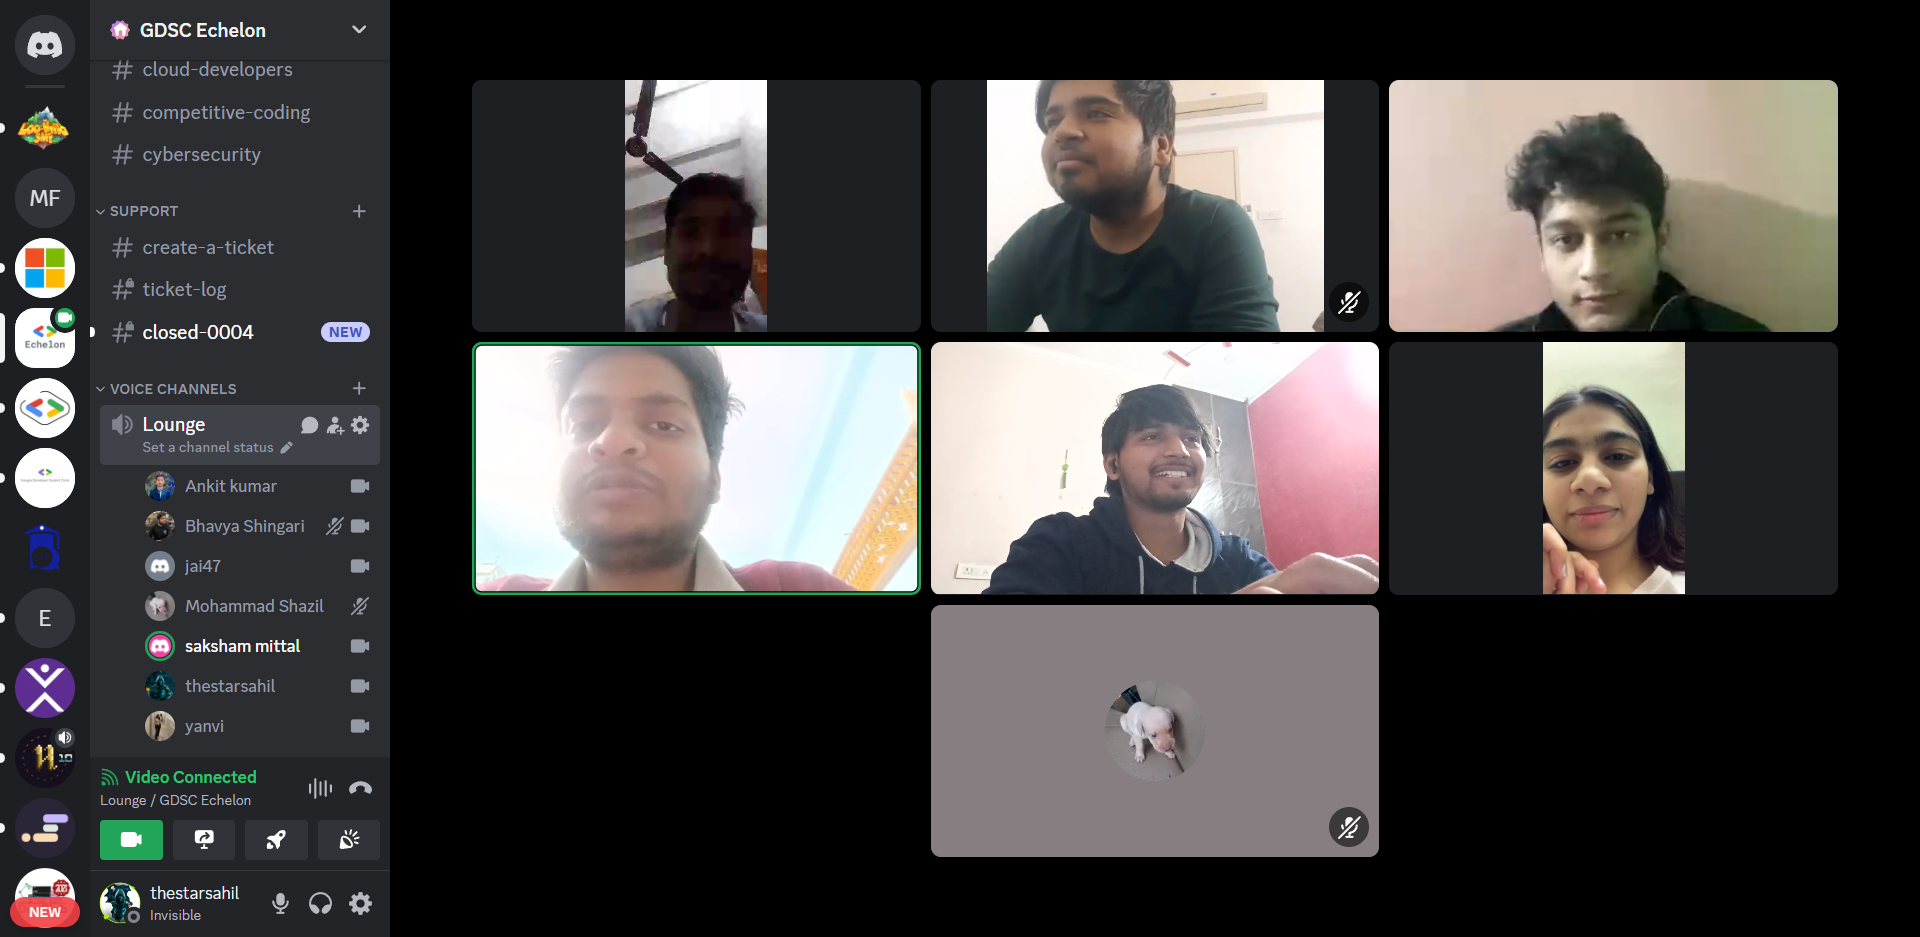 GDSC Echelon
cloud-developers
competitive-coding
cybersecurity
MF
SUPPORT
create-a-ticket
ticket-log
closed-0004
NEW
Echelon
VOICE CHANNELS
Lounge
Set a channel status
Ankit kumar
Bhavya Shingari
jai47
Mohammad Shazil
E
saksham mittal
thestarsahil
yanvi
Video Connected
Lounge / GDSC Echelon
thestarsahil
Invisible
NEW